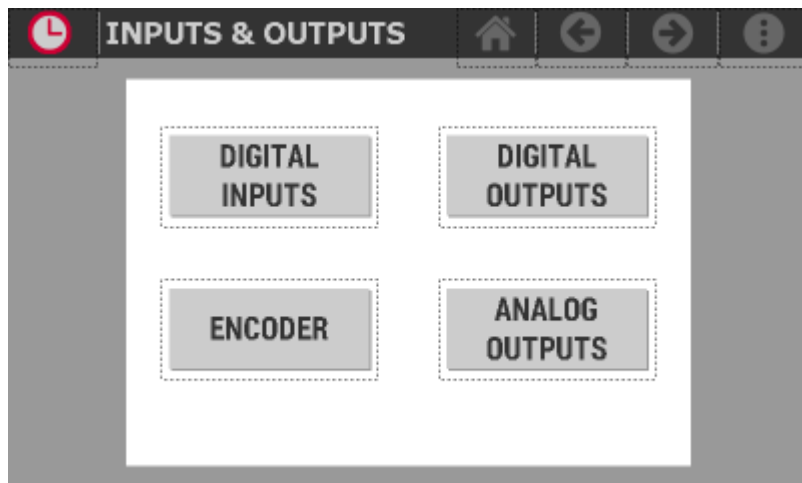 INPUTS & OUTPUTS
DIGITAL
INPUTS
DIGITAL
OUTPUTS
ENCODER
ANALOG
OUTPUTS